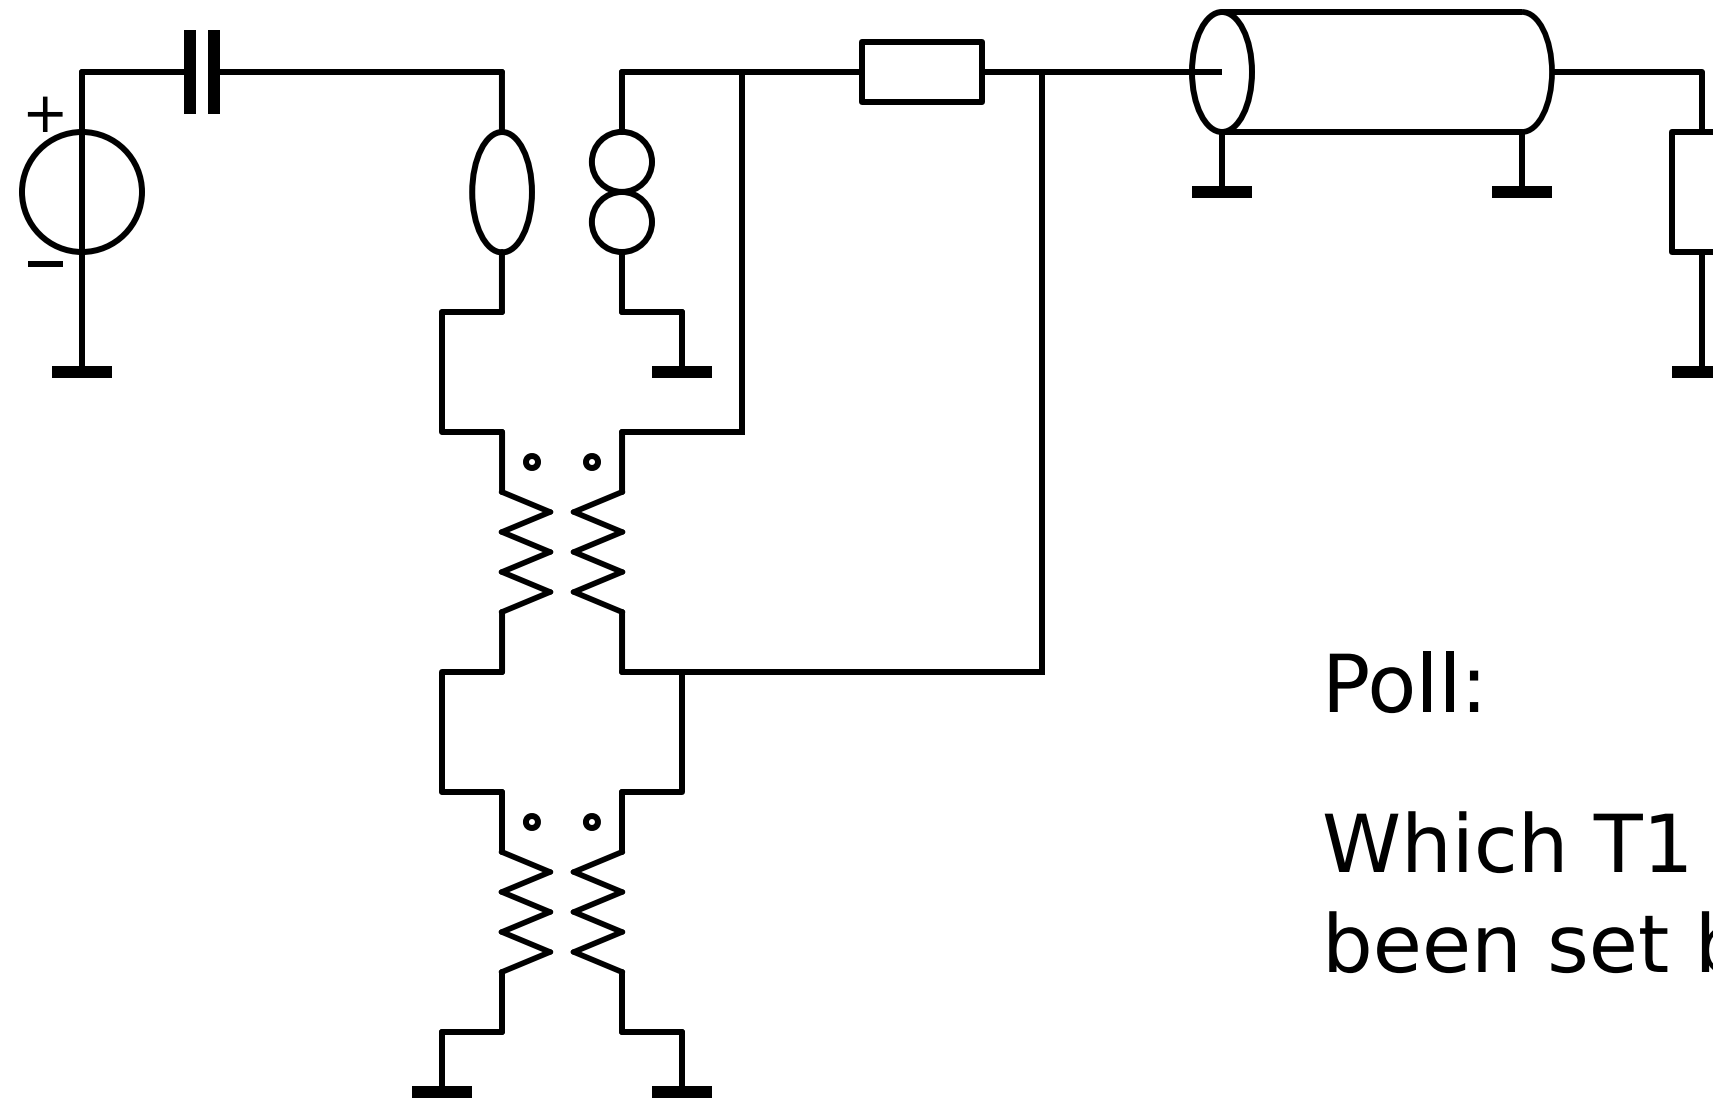 +
−
Poll:
Which T1
been set